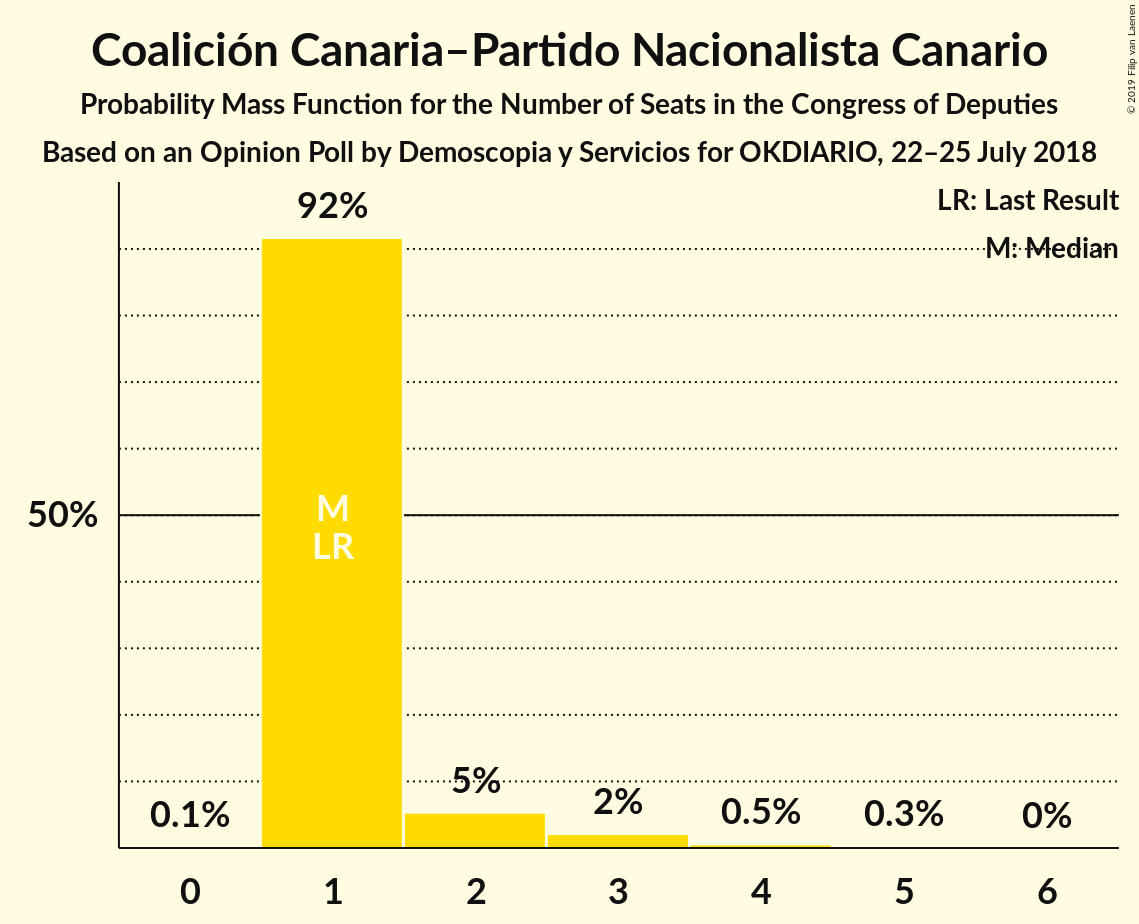 Coalición Canaria–Partido Nacionalista Canario
Probability Mass Function for the Number of Seats in the Congress of Deputies
Based on an Opinion Poll by Demoscopia y Servicios for OKDIARIO, 22–25 July 2018
© 2019 Filip van Laenen
LR: Last Result
M: Median
92%
50%
M
LR
5%
2%
0.1%
0.5%
0.3%
0%
0 1 2 3 4 5 6